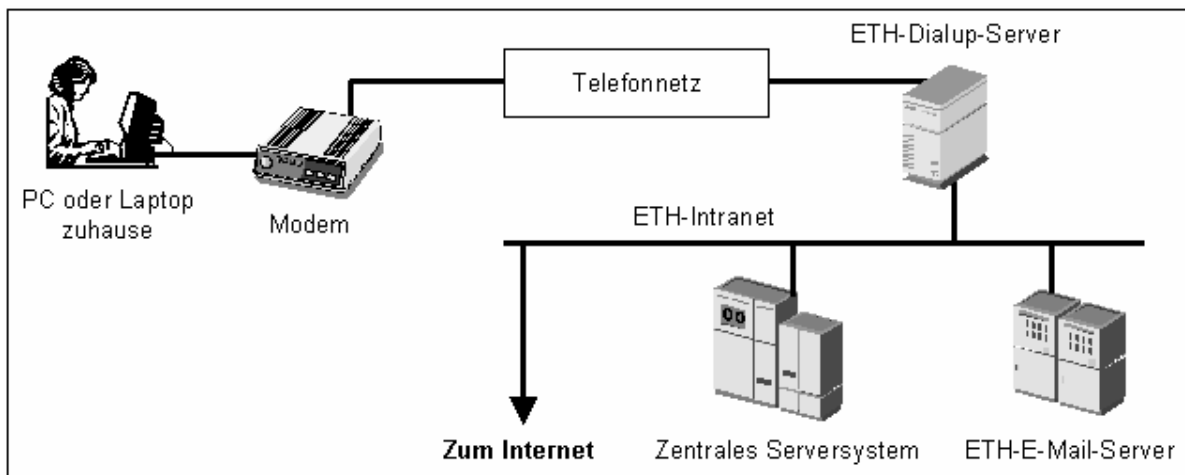 ETH-Dialup-Server
Telefonnetz
PC oder Laptop
zuhause
Modem
ETH-Intranet
Zum Internet
Zentrales Serversystem
ETH-E-Mail-Server